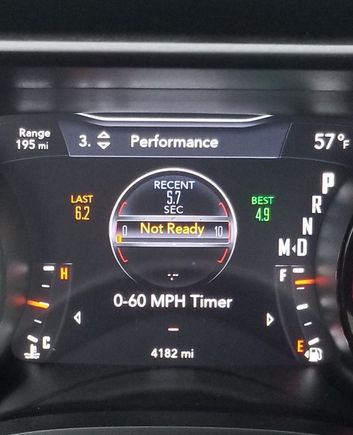 Range
195 mi
3. Performance
57°F
RECENT
5.7
SEC
LAST
6.2
BEST
4.9
0 Not Ready 10
-.-
P
R
N
M D
H
C
F
E
0-60 MPH Timer
4182 mi